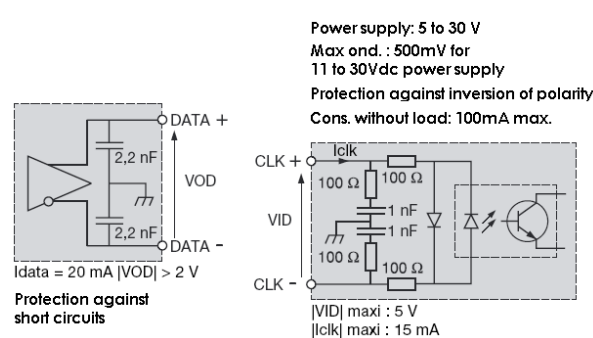 Power supply: 5 to 30 V
Max ond. : 500mV for
11 to 30Vdc power supply
Protection against inversion of polarity
Cons. without load: 100mA max.
DATA +
2,2 nF
VOD
2,2 nF
DATA -
Idata = 20 mA |VOD| > 2 V
Protection against
short circuits
Iclk
CLK +
100 Ω
100 Ω
1 nF
VID
1 nF
100 Ω
100 Ω
CLK -
|VID| maxi : 5 V
|Iclk| maxi : 15 mA